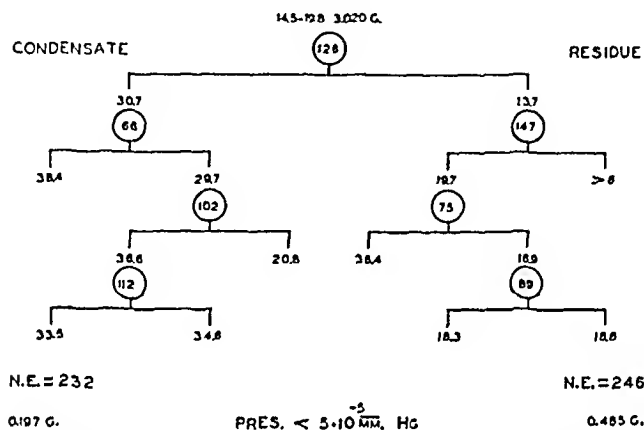 14,5-19,8 3.020 G.
CONDENSATE
128
RESIDUE
30,7
13,7
66
147
38,4
29,7
19,7
>6
102
75
36,6
20,8
38,4
16,9
112
89
33,5
34,6
18,3
18,8
N.E.=232
N.E.=246
0.197 G.
PRES. < 5·10⁻⁵ MM. HG
0.485 G.